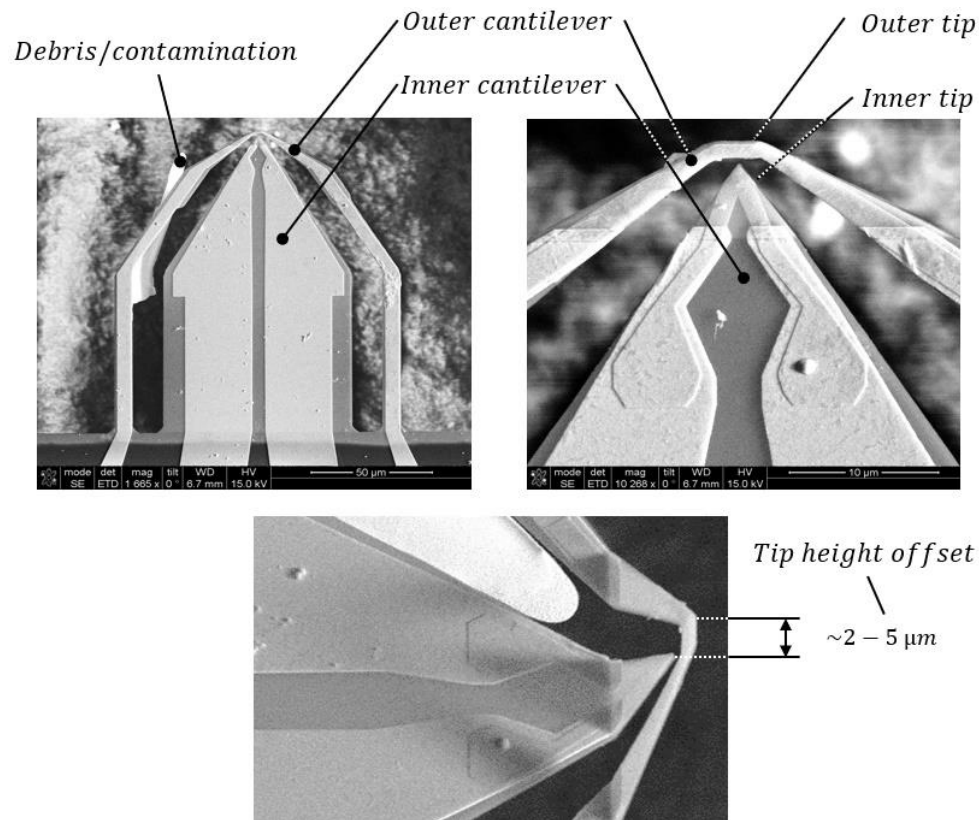 Outer cantilever
Outer tip
Debris/contamination
Inner cantilever
Inner tip
mode det mag tilt WD HV
SE ETD 1 665 x 0° 6.7 mm 15.0 kV
50 µm
mode det mag tilt WD HV
SE ETD 10 268 x 0° 6.7 mm 15.0 kV
10 µm
Tip height offset
~2 − 5 μm